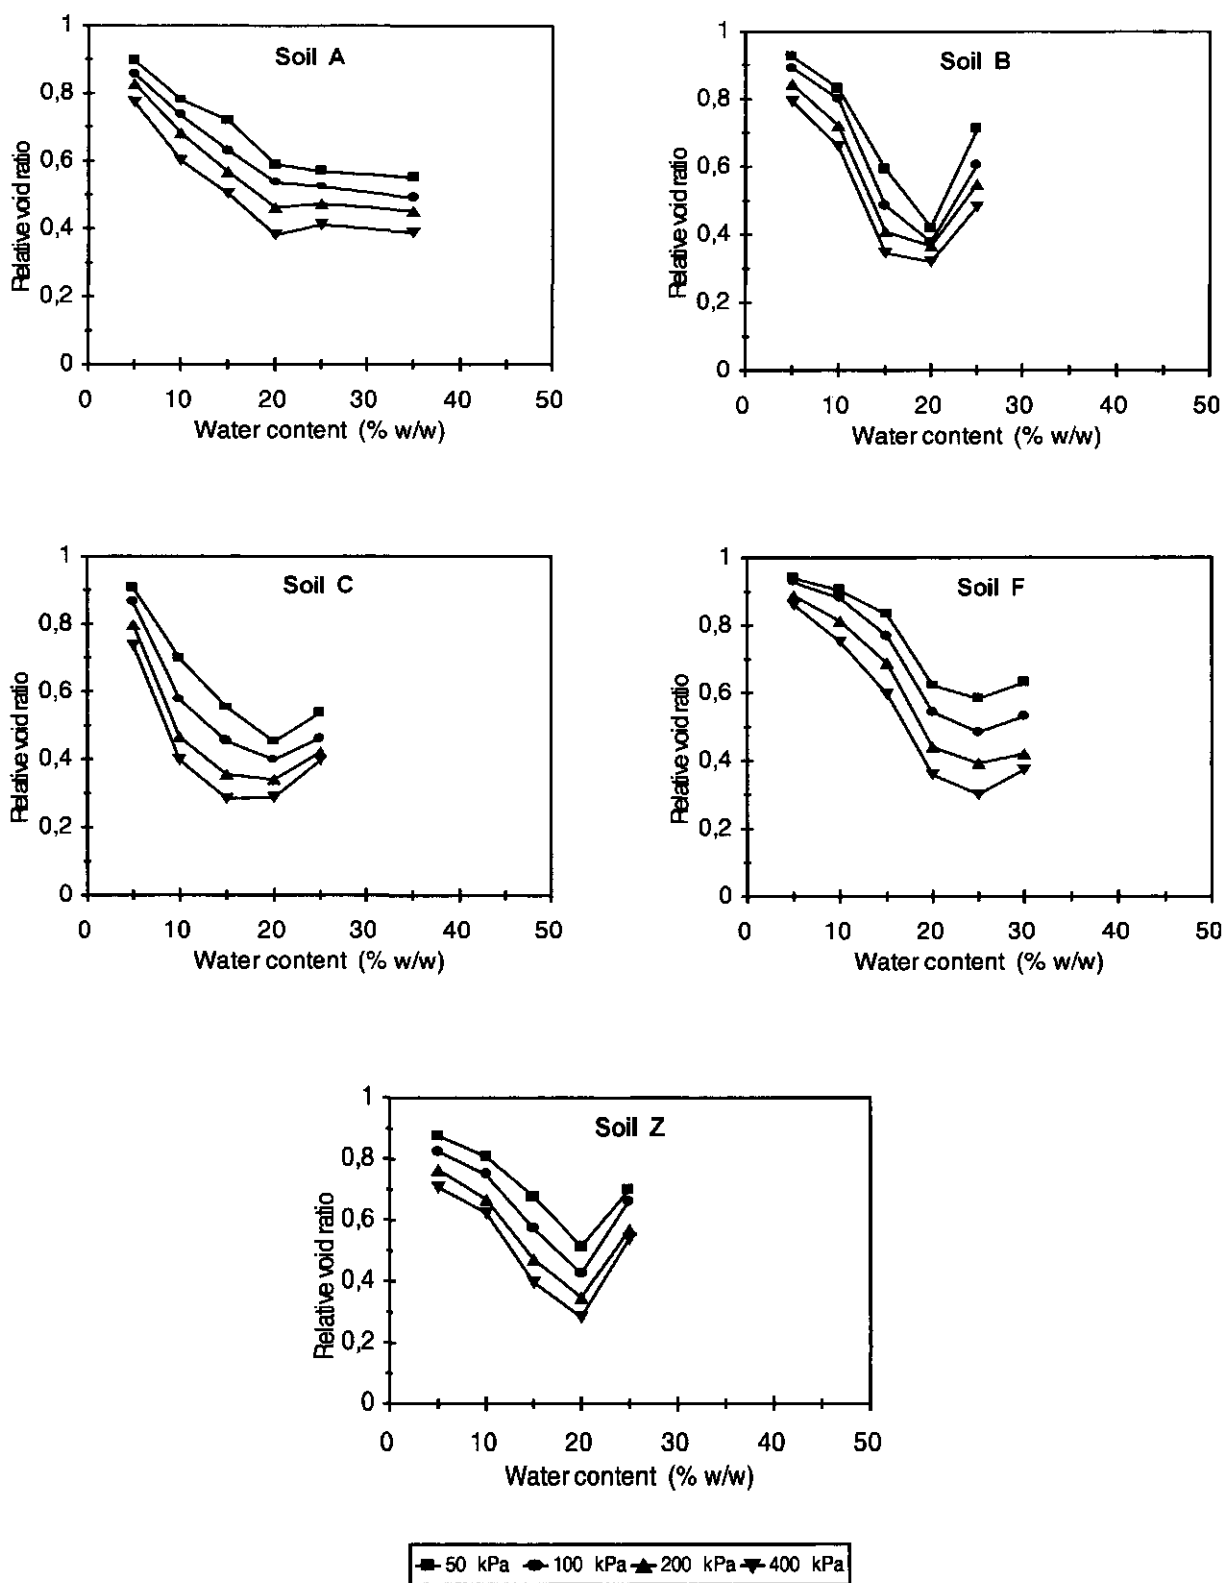 Soil A
Relative void ratio
1
0,8
0,6
0,4
0,2
0
0 10 20 30 40 50
Water content (% w/w)
Soil B
Relative void ratio
1
0,8
0,6
0,4
0,2
0
0 10 20 30 40 50
Water content (% w/w)
Soil C
Relative void ratio
1
0,8
0,6
0,4
0,2
0
0 10 20 30 40 50
Water content (% w/w)
Soil F
Relative void ratio
1
0,8
0,6
0,4
0,2
0
0 10 20 30 40 50
Water content (% w/w)
Soil Z
Relative void ratio
1
0,8
0,6
0,4
0,2
0
0 10 20 30 40 50
Water content (% w/w)
50 kPa 100 kPa 200 kPa 400 kPa